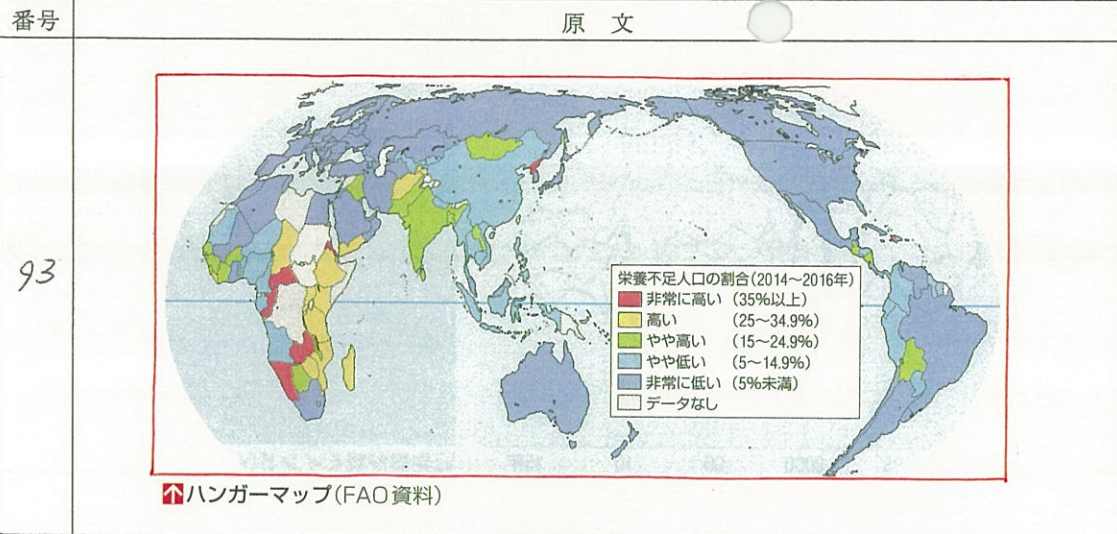 番号 原文
93
栄養不足人口の割合(2014～2016年)
非常に高い (35%以上)
高い (25～34.9%)
やや高い (15～24.9%)
やや低い (5～14.9%)
非常に低い (5%未満)
データなし
↑ハンガーマップ(FAO資料)